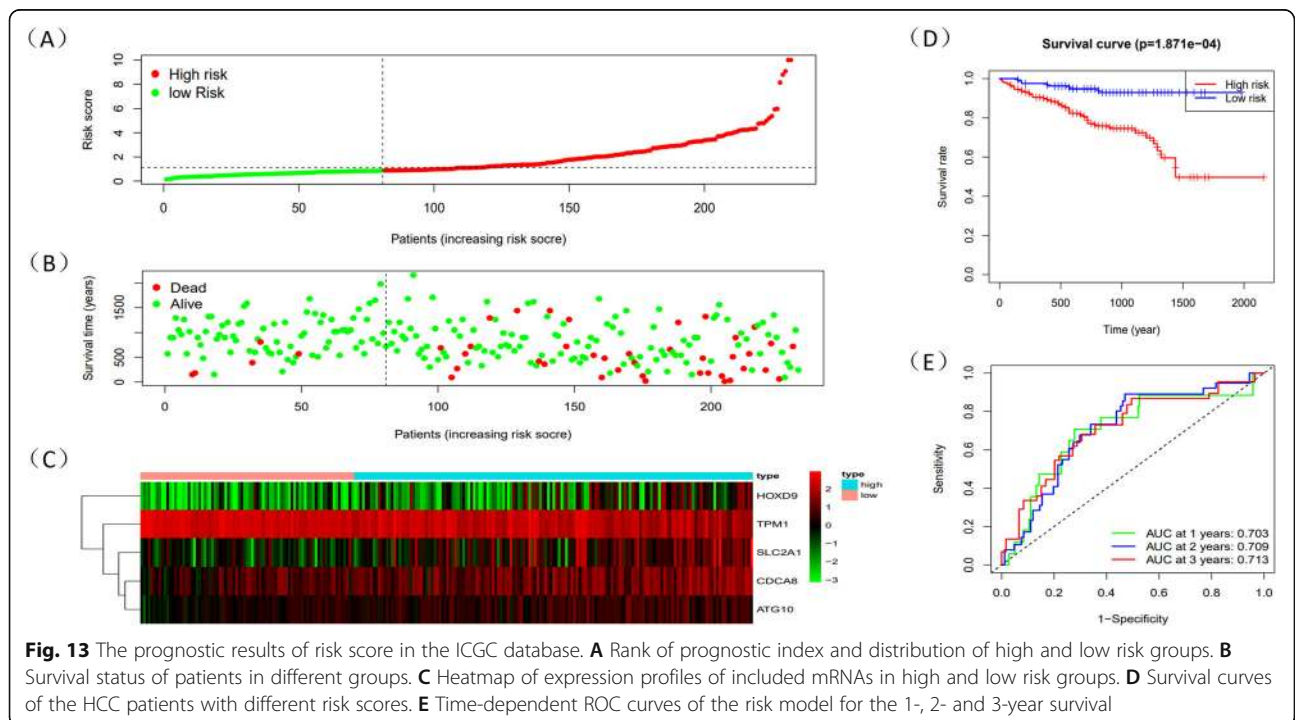 (A)
High risk
low Risk
Risk score
0 2 4 6 8 10
0 50 100 150 200
Patients (increasing risk socre)
(B)
Dead
Alive
Survival time (years)
0 500 1500
0 50 100 150 200
Patients (increasing risk socre)
(C)
type
HOXD9
TPM1
SLC2A1
CDCA8
ATG10
2
1
0
−1
−2
−3
type
high
low
(D)
Survival curve (p=1.871e−04)
High risk
Low risk
Survival rate
0.0 0.2 0.4 0.6 0.8 1.0
0 500 1000 1500 2000
Time (year)
(E)
Sensitivity
0.0 0.2 0.4 0.6 0.8 1.0
AUC at 1 years: 0.703
AUC at 2 years: 0.709
AUC at 3 years: 0.713
0.0 0.2 0.4 0.6 0.8 1.0
1−Specificity
Fig. 13 The prognostic results of risk score in the ICGC database. A Rank of prognostic index and distribution of high and low risk groups. B
Survival status of patients in different groups. C Heatmap of expression profiles of included mRNAs in high and low risk groups. D Survival curves
of the HCC patients with different risk scores. E Time-dependent ROC curves of the risk model for the 1-, 2- and 3-year survival